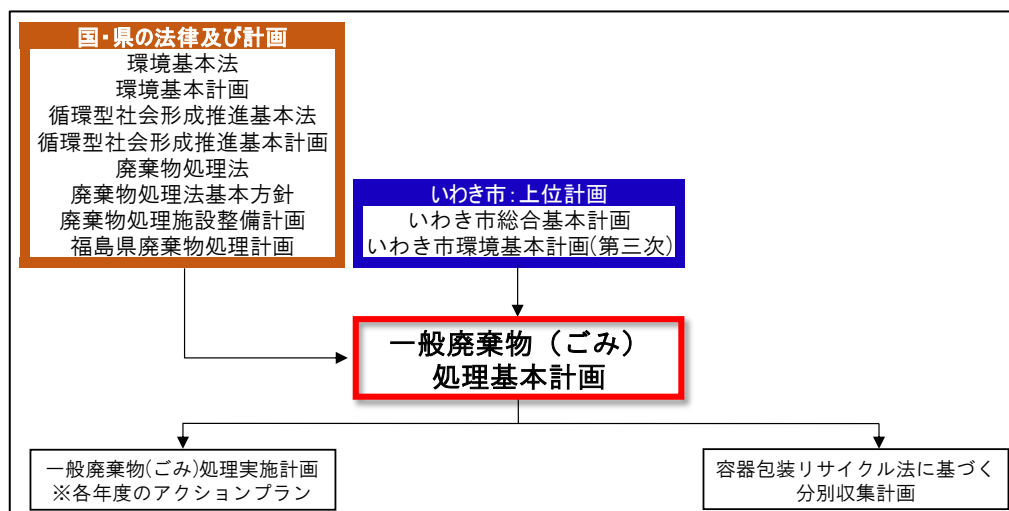 国・県の法律及び計画
環境基本法
環境基本計画
循環型社会形成推進基本法
循環型社会形成推進基本計画
廃棄物処理法
廃棄物処理法基本方針
廃棄物処理施設整備計画
福島県廃棄物処理計画
いわき市：上位計画
いわき市総合基本計画
いわき市環境基本計画(第三次)
一般廃棄物（ごみ）
処理基本計画
一般廃棄物(ごみ)処理実施計画
※各年度のアクションプラン
容器包装リサイクル法に基づく
分別収集計画